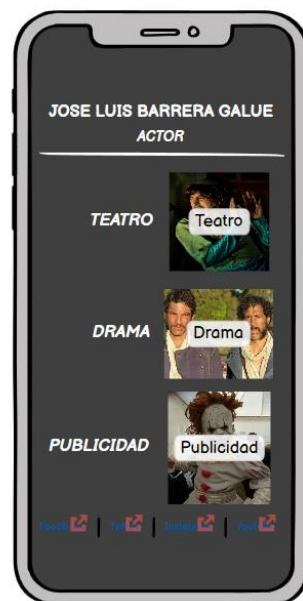 JOSE LUIS BARRERA GALUE
ACTOR
TEATRO Teatro
DRAMA Drama
PUBLICIDAD Publicidad